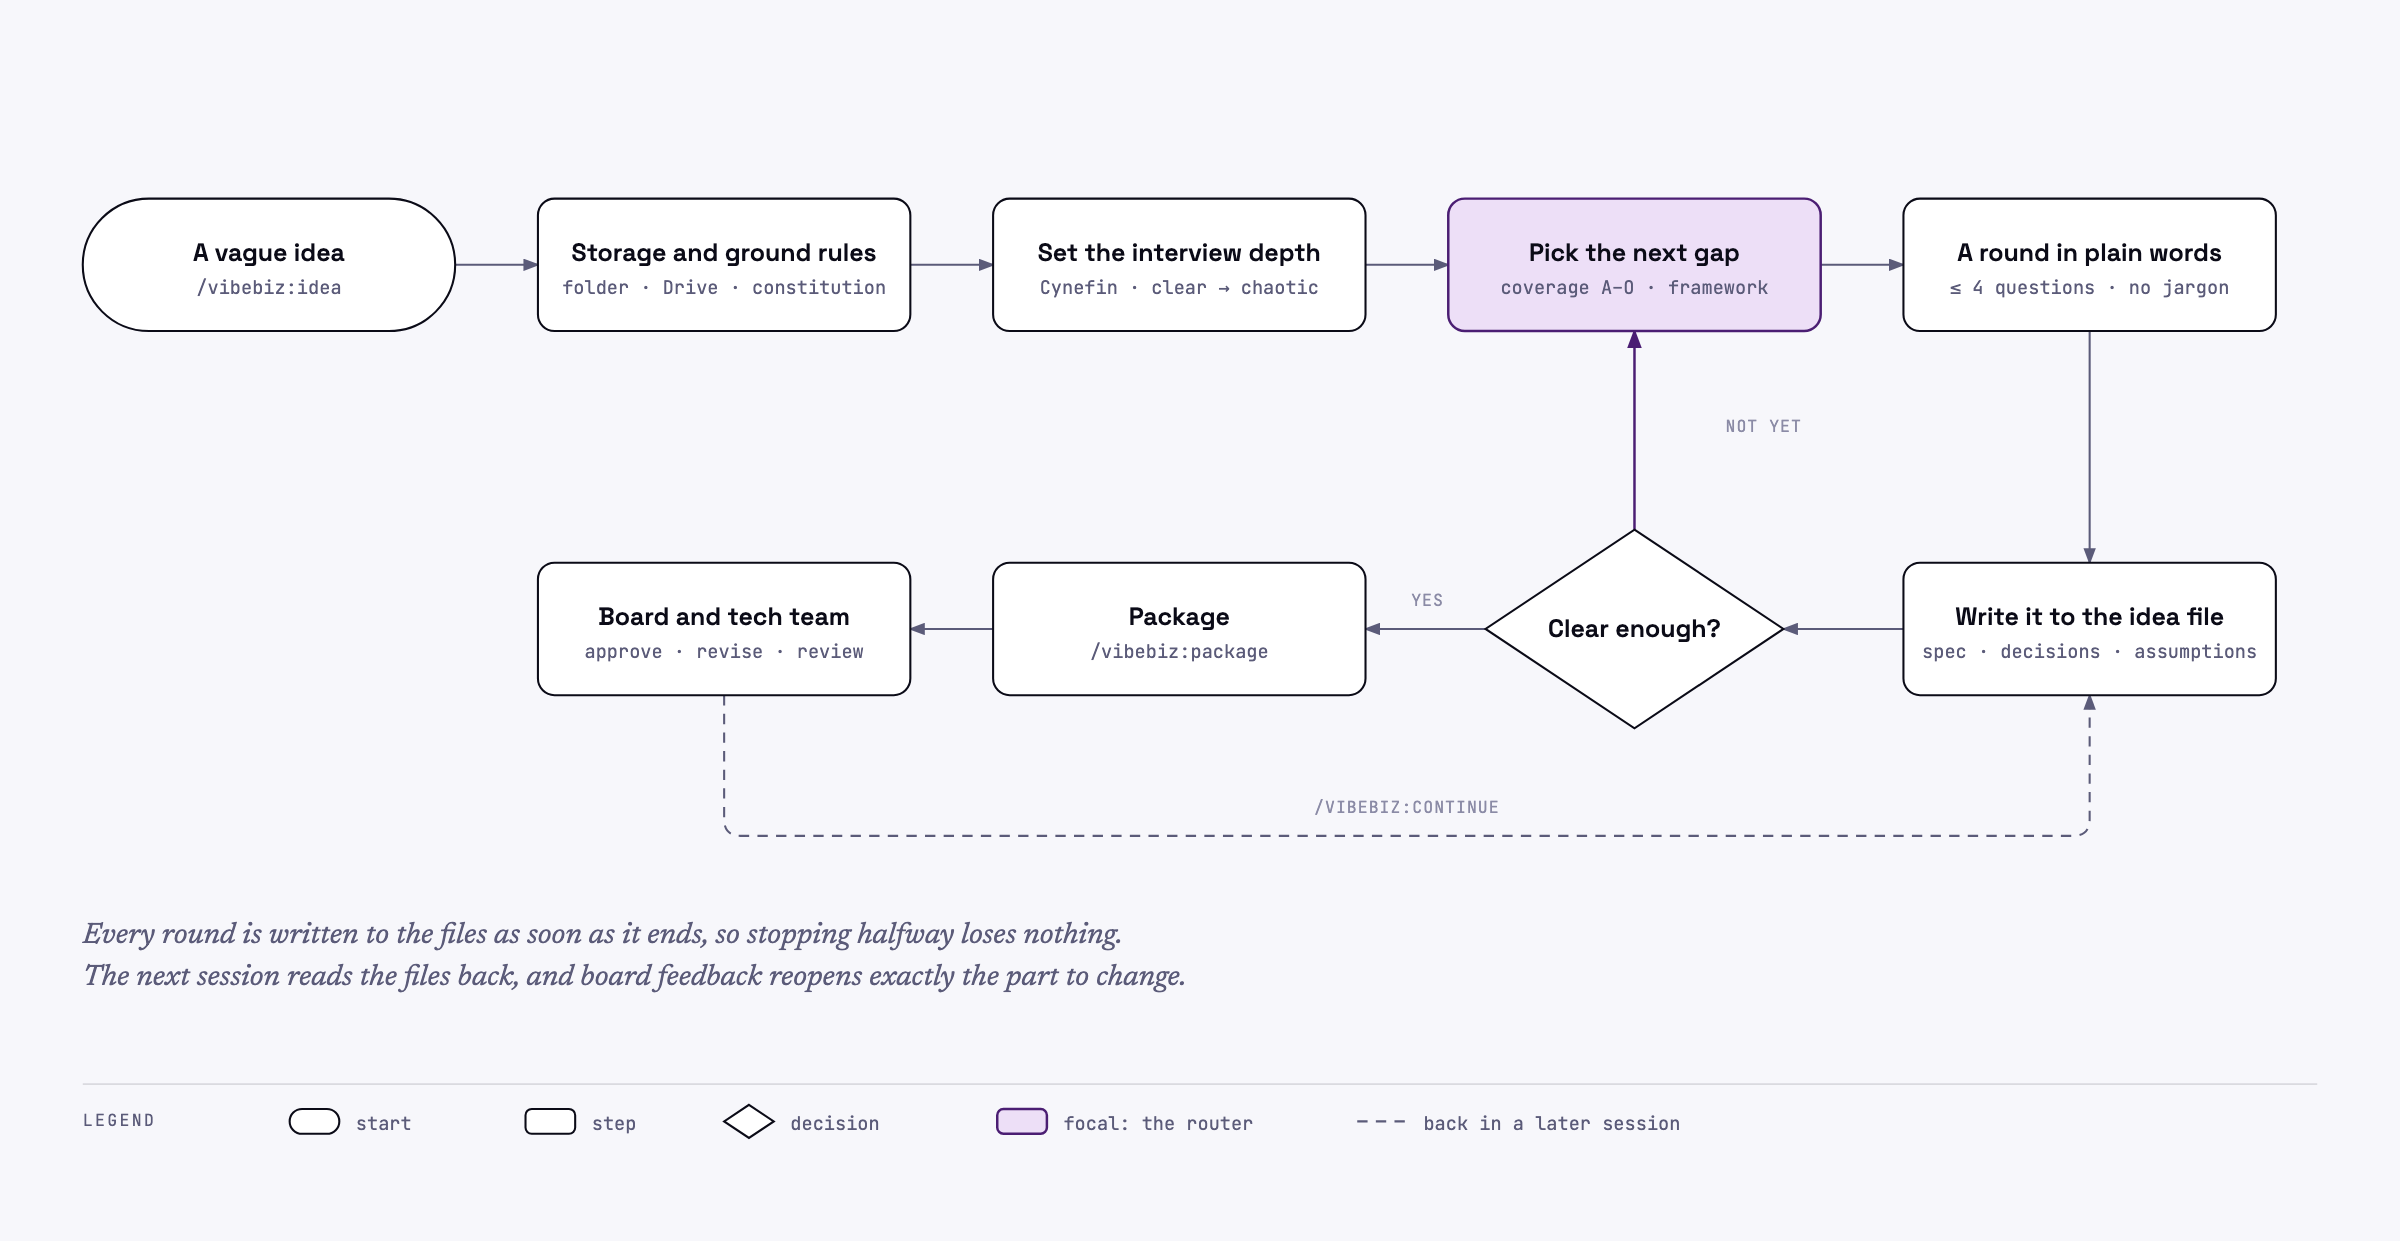 A vague idea
/vibebiz:idea
Storage and ground rules
folder · Drive · constitution
Set the interview depth
Cynefin · clear → chaotic
Pick the next gap
coverage A–O · framework
A round in plain words
≤ 4 questions · no jargon
NOT YET
Board and tech team
approve · revise · review
Package
/vibebiz:package
YES
Clear enough?
Write it to the idea file
spec · decisions · assumptions
/VIBEBIZ:CONTINUE
Every round is written to the files as soon as it ends, so stopping halfway loses nothing.
The next session reads the files back, and board feedback reopens exactly the part to change.
LEGEND
start
step
decision
focal: the router
back in a later session